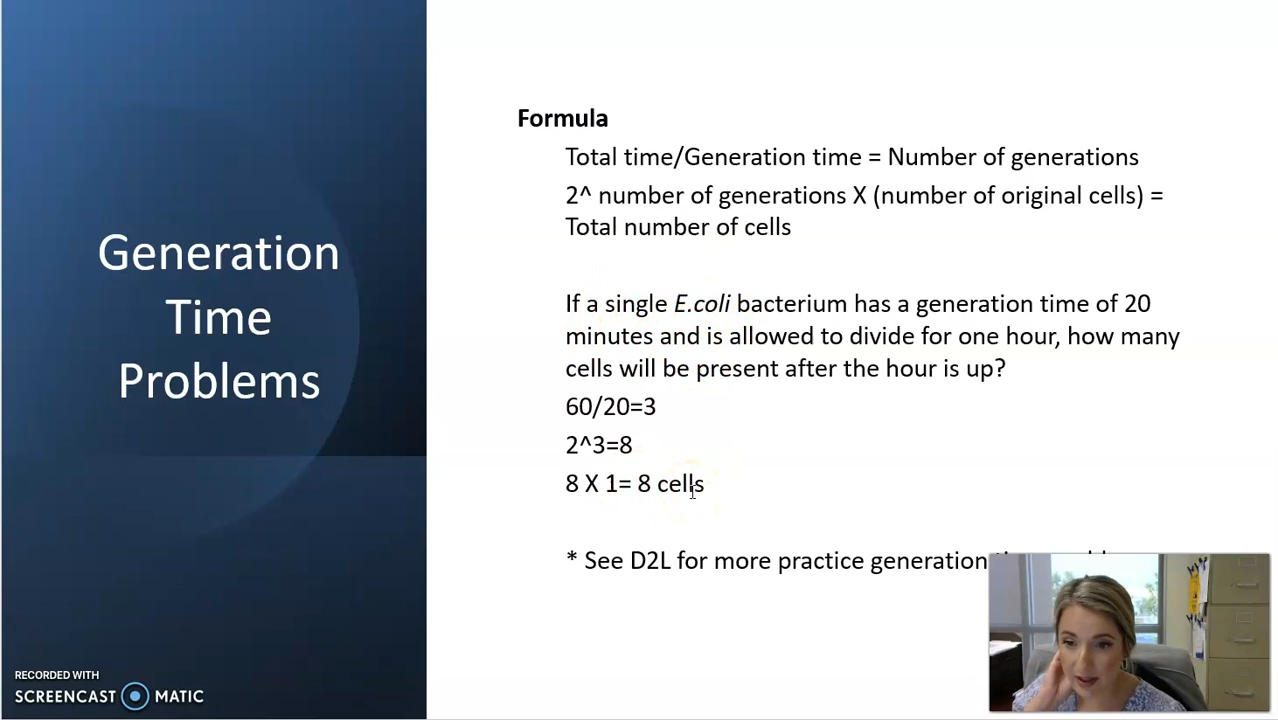 Generation
Time
Problems
Formula
Total time/Generation time = Number of generations
2^ number of generations X (number of original cells) =
Total number of cells
If a single E.coli bacterium has a generation time of 20
minutes and is allowed to divide for one hour, how many
cells will be present after the hour is up?
60/20=3
2^3=8
8 X 1= 8 cells
* See D2L for more practice generation
RECORDED WITH
SCREENCAST MATIC